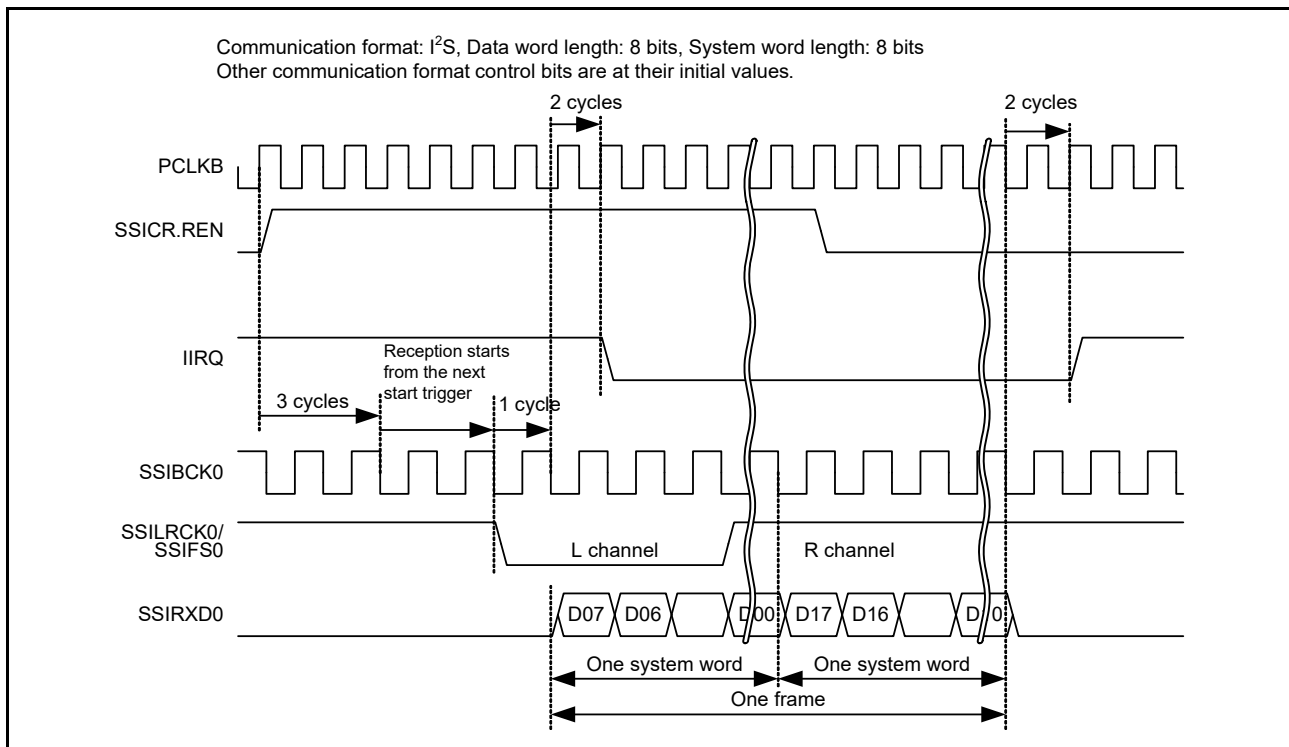 Communication format: I²S, Data word length: 8 bits, System word length: 8 bits
Other communication format control bits are at their initial values.
2 cycles
2 cycles
PCLKB
SSICR.REN
IIRQ
Reception starts
from the next
start trigger
3 cycles
1 cycle
SSIBCK0
SSILRCK0/
SSIFS0
L channel
R channel
SSIRXD0
D07
D06
D00
D17
D16
One system word
One system word
One frame